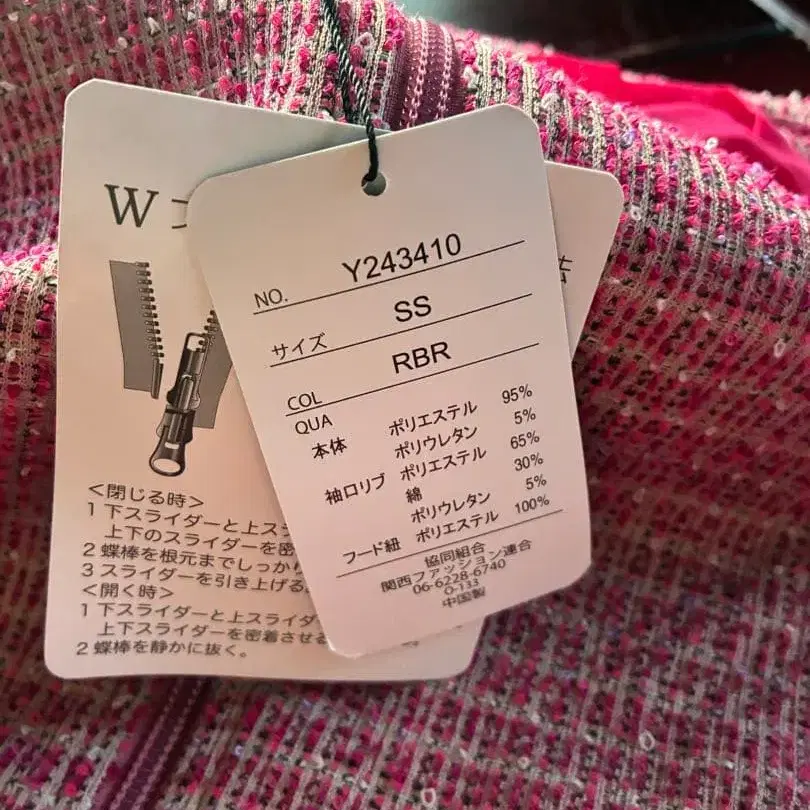 W
NO. Y243410
サイズ SS
COL RBR
QUA
本体 ポリエステル 95%
ポリウレタン 5%
袖口リブ ポリエステル 65%
綿 30%
ポリウレタン 5%
フード紐 ポリエステル 100%
協同組合
関西ファッション連合
06-6228-6740
O-133
中国製
＜閉じる時＞
1 下スライダーと上スラ
上下のスライダーを密
2 蝶棒を根元までしっかり
3 スライダーを引き上げる
＜開く時＞
1 下スライダーと上スライダ
上下スライダーを密着させる
2 蝶棒を静かに抜く。